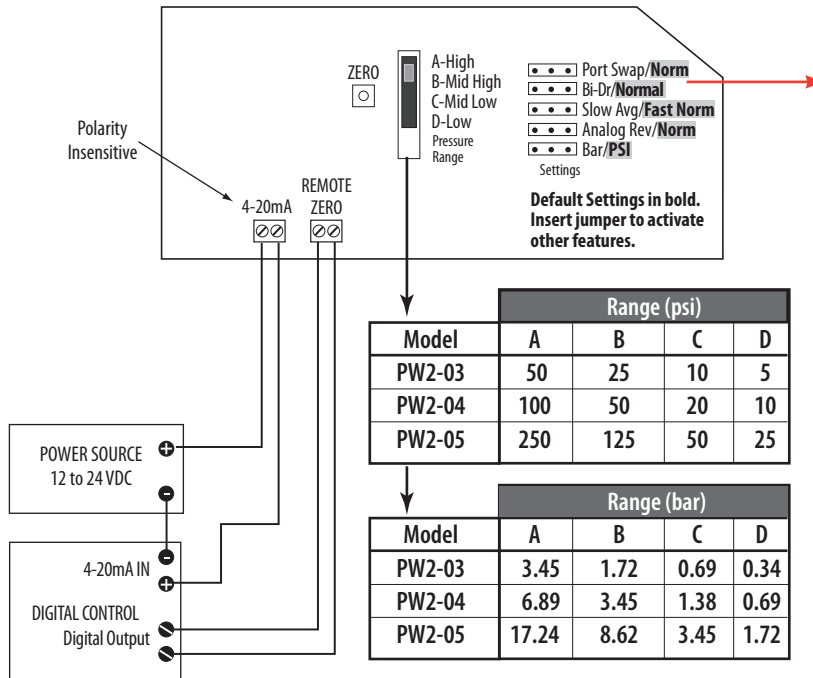 ZERO
A-High
B-Mid High
C-Mid Low
D-Low
Pressure
Range
Port Swap/Norm
Bi-Dr/Normal
Slow Avg/Fast Norm
Analog Rev/Norm
Bar/PSI
Settings
Default Settings in bold.
Insert jumper to activate
other features.
Polarity
Insensitive
4-20mA
REMOTE
ZERO
Range (psi)
Model A B C D
PW2-03 50 25 10 5
PW2-04 100 50 20 10
PW2-05 250 125 50 25
POWER SOURCE
12 to 24 VDC
Range (bar)
Model A B C D
PW2-03 3.45 1.72 0.69 0.34
PW2-04 6.89 3.45 1.38 0.69
PW2-05 17.24 8.62 3.45 1.72
4-20mA IN
DIGITAL CONTROL
Digital Output